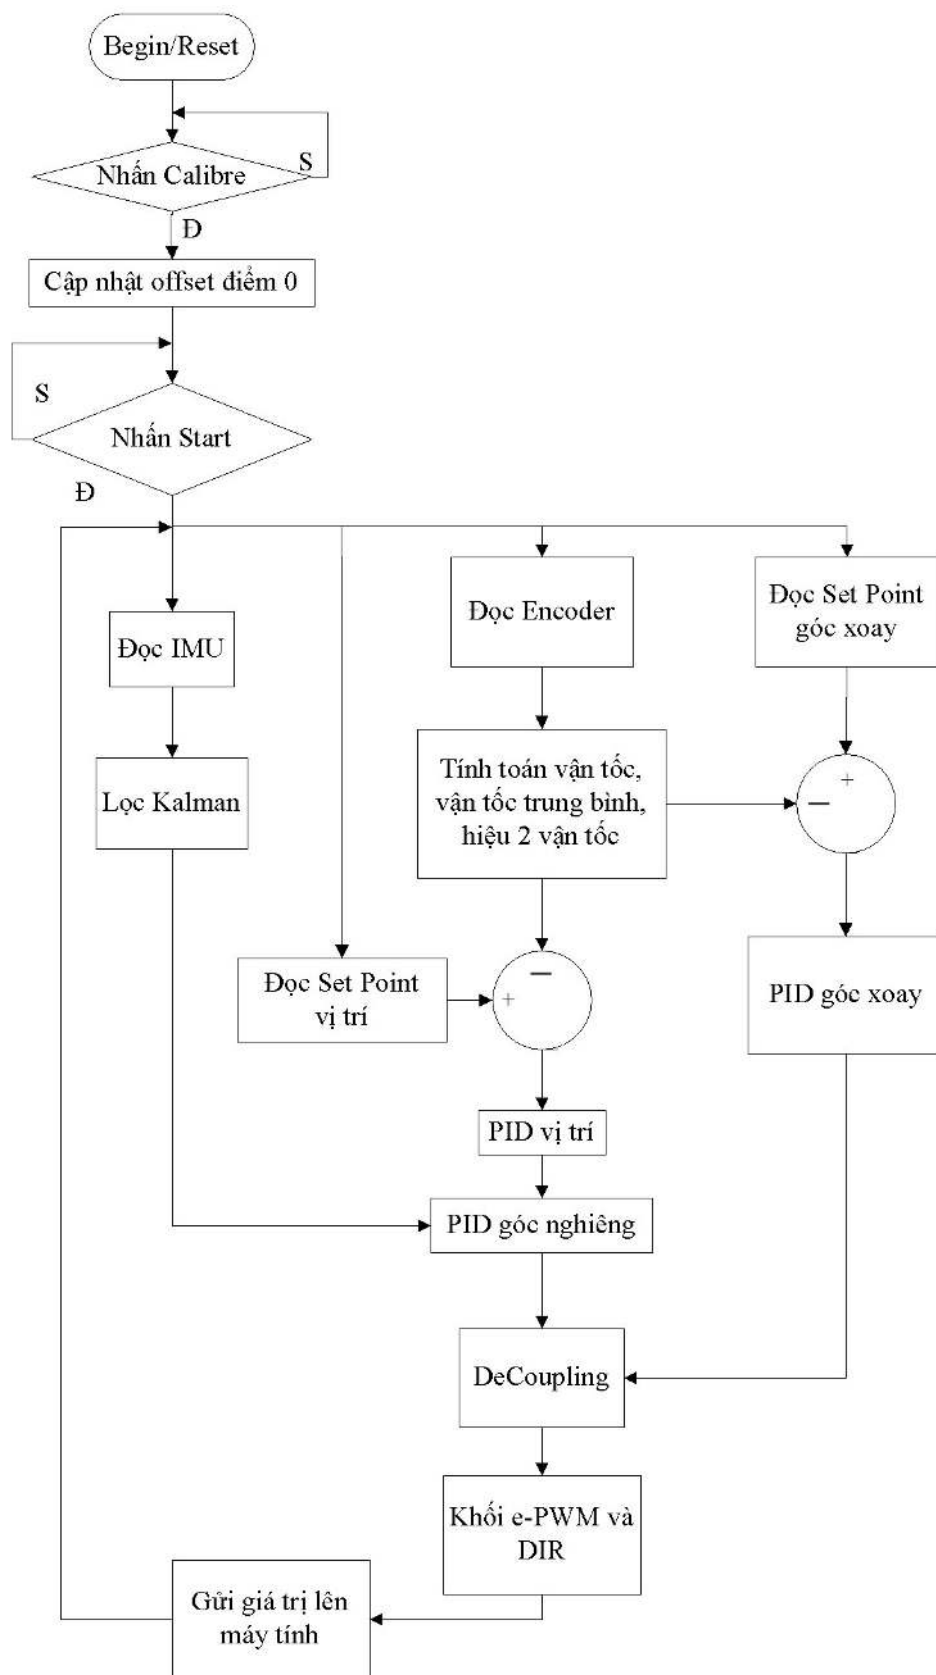 Begin/Reset
Nhấn Calibre
S
Đ
Cập nhật offset điểm 0
S
Nhấn Start
Đ
Đọc IMU
Lọc Kalman
Đọc Encoder
Tính toán vận tốc,
vận tốc trung bình,
hiệu 2 vận tốc
Đọc Set Point
góc xoay
+
−
PID góc xoay
Đọc Set Point
vị trí
−
+
PID vị trí
PID góc nghiêng
DeCoupling
Khối e-PWM và
DIR
Gửi giá trị lên
máy tính